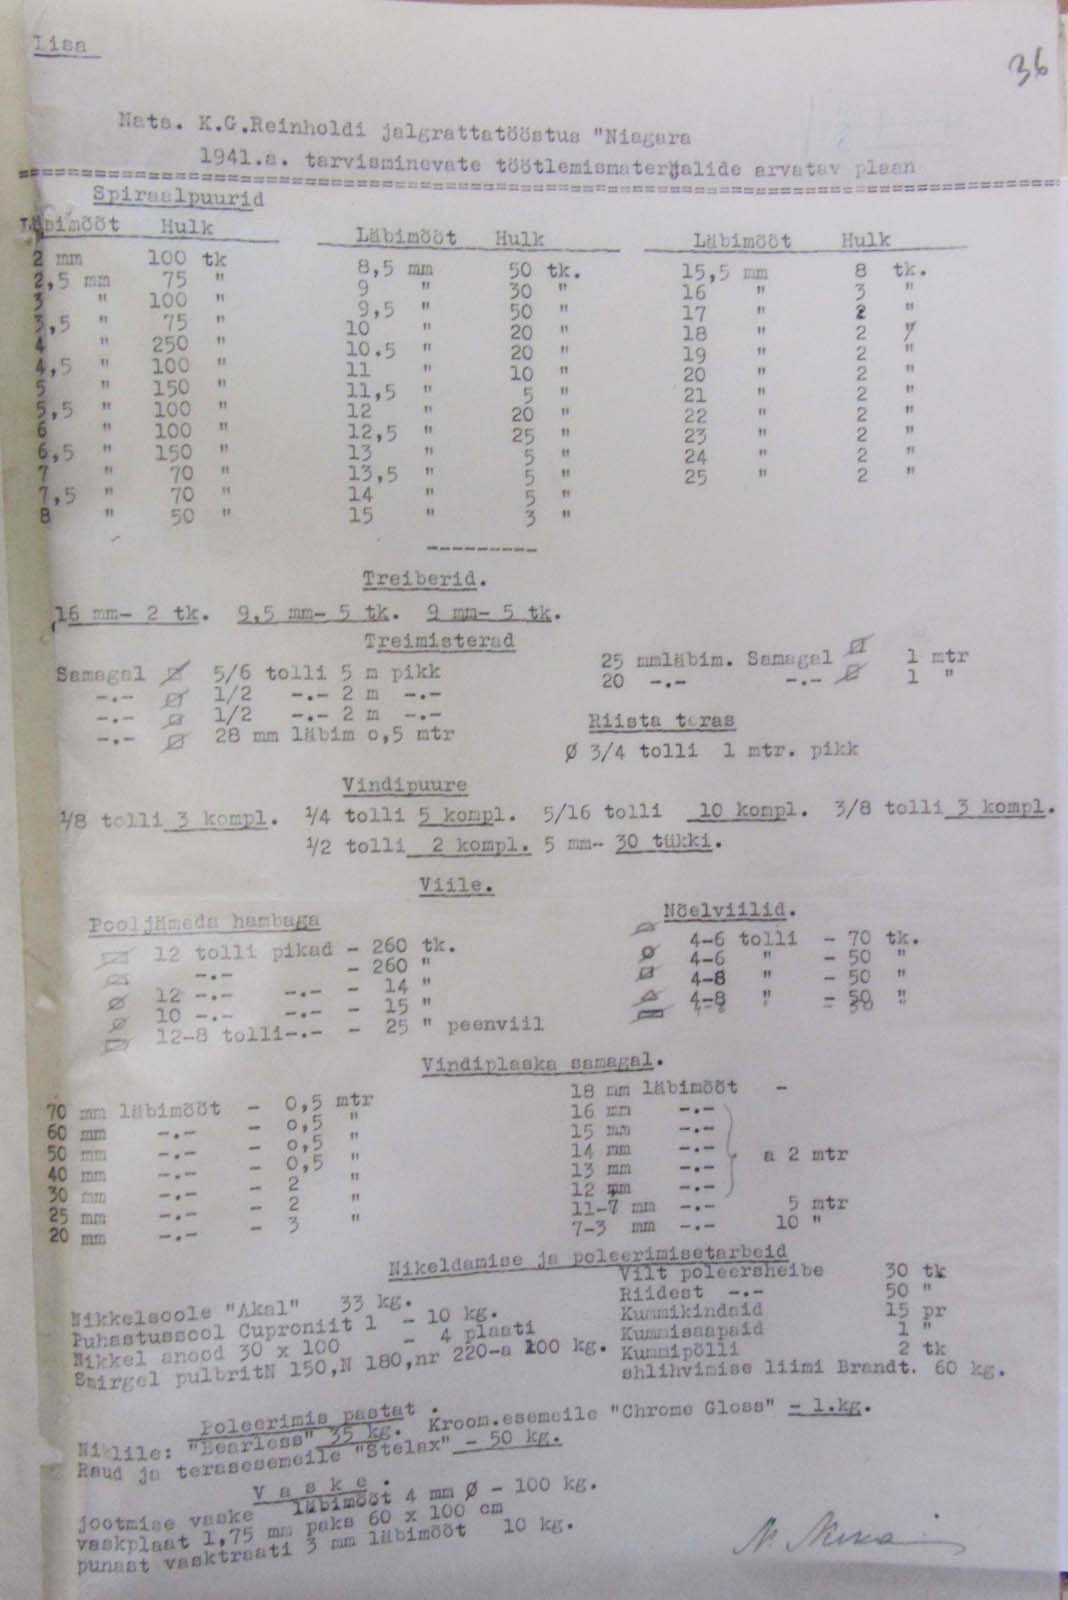 Lisa
36
Nats. K.G.Reinholdi jalgrattatööstus "Niagara
1941.a. tarvisminevate töötlemismaterjalide arvatav plaan
Spiraalpuurid
Läbimõõt Hulk
2 mm 100 tk
2,5 mm 75 "
3 " 100 "
3,5 " 75 "
4 " 250 "
4,5 " 100 "
5 " 150 "
5,5 " 100 "
6 " 100 "
6,5 " 150 "
7 " 70 "
7,5 " 70 "
8 " 50 "
Läbimõõt Hulk
8,5 mm 50 tk.
9 " 30 "
9,5 " 50 "
10 " 20 "
10.5 " 20 "
11 " 10 "
11,5 " 5 "
12 " 20 "
12,5 " 25 "
13 " 5 "
13,5 " 5 "
14 " 5 "
15 " 3 "
Läbimõõt Hulk
15,5 mm 8 tk.
16 " 3 "
17 " 2 "
18 " 2 "
19 " 2 "
20 " 2 "
21 " 2 "
22 " 2 "
23 " 2 "
24 " 2 "
25 " 2 "
Treiberid.
16 mm- 2 tk. 9,5 mm- 5 tk. 9 mm- 5 tk.
Treimisterad
Samagal 5/6 tolli 5 m pikk
-.- 1/2 -.- 2 m -.-
-.- 1/2 -.- 2 m -.-
-.- 28 mm läbim 0,5 mtr
25 mmläbim. Samagal 1 mtr
20 -.- -.- 1 "
Riista teras
Ø 3/4 tolli 1 mtr. pikk
Vindipuure
1/8 tolli 3 kompl. 1/4 tolli 5 kompl. 5/16 tolli 10 kompl. 3/8 tolli 3 kompl.
1/2 tolli 2 kompl. 5 mm- 30 tükki.
Viile.
Pooljämeda hambaga
12 tolli pikad - 260 tk.
-.- - 260 "
12 -.- -.- - 14 "
10 -.- -.- - 15 "
12-8 tolli-.- - 25 " peenviil
Nõelviilid.
4-6 tolli - 70 tk.
4-6 " - 50 "
4-8 " - 50 "
4-8 " - 50 "
Vindiplaska samagal.
70 mm läbimõõt - 0,5 mtr
60 mm -.- - 0,5 "
50 mm -.- - 0,5 "
40 mm -.- - 0,5 "
30 mm -.- - 2 "
25 mm -.- - 2 "
20 mm -.- - 3 "
18 mm läbimõõt -
16 mm -.-
15 mm -.-
14 mm -.- a 2 mtr
13 mm -.-
12 mm -.-
11-7 mm -.- 5 mtr
7-3 mm -.- 10 "
Nikeldamise ja poleerimisetarbeid
Nikkelsoole "Akal" 33 kg.
Puhastussool Cuproniit 1 - 10 kg.
Nikkel anood 30 x 100 - 4 plaati
Smirgel pulbritN 150,N 180,nr 220-a 100 kg.
Vilt poleersheibe 30 tk
Riidest -.- 50 "
Kummikindaid 15 pr
Kummisaapaid 1 "
Kummipõlli 2 tk
shlihvimise liimi Brandt. 60 kg.
Poleerimis pastat.
Niklile: "Bearless" 35 kg. Kroom.esemeile "Chrome Gloss" - 1.kg.
Raud ja terasesemeile "Stelax" - 50 kg.
Vaske.
jootmise vaske läbimõõt 4 mm Ø - 100 kg.
vaskplaat 1,75 mm paks 60 x 100 cm
punast vasktraati 3 mm läbimõõt 10 kg.